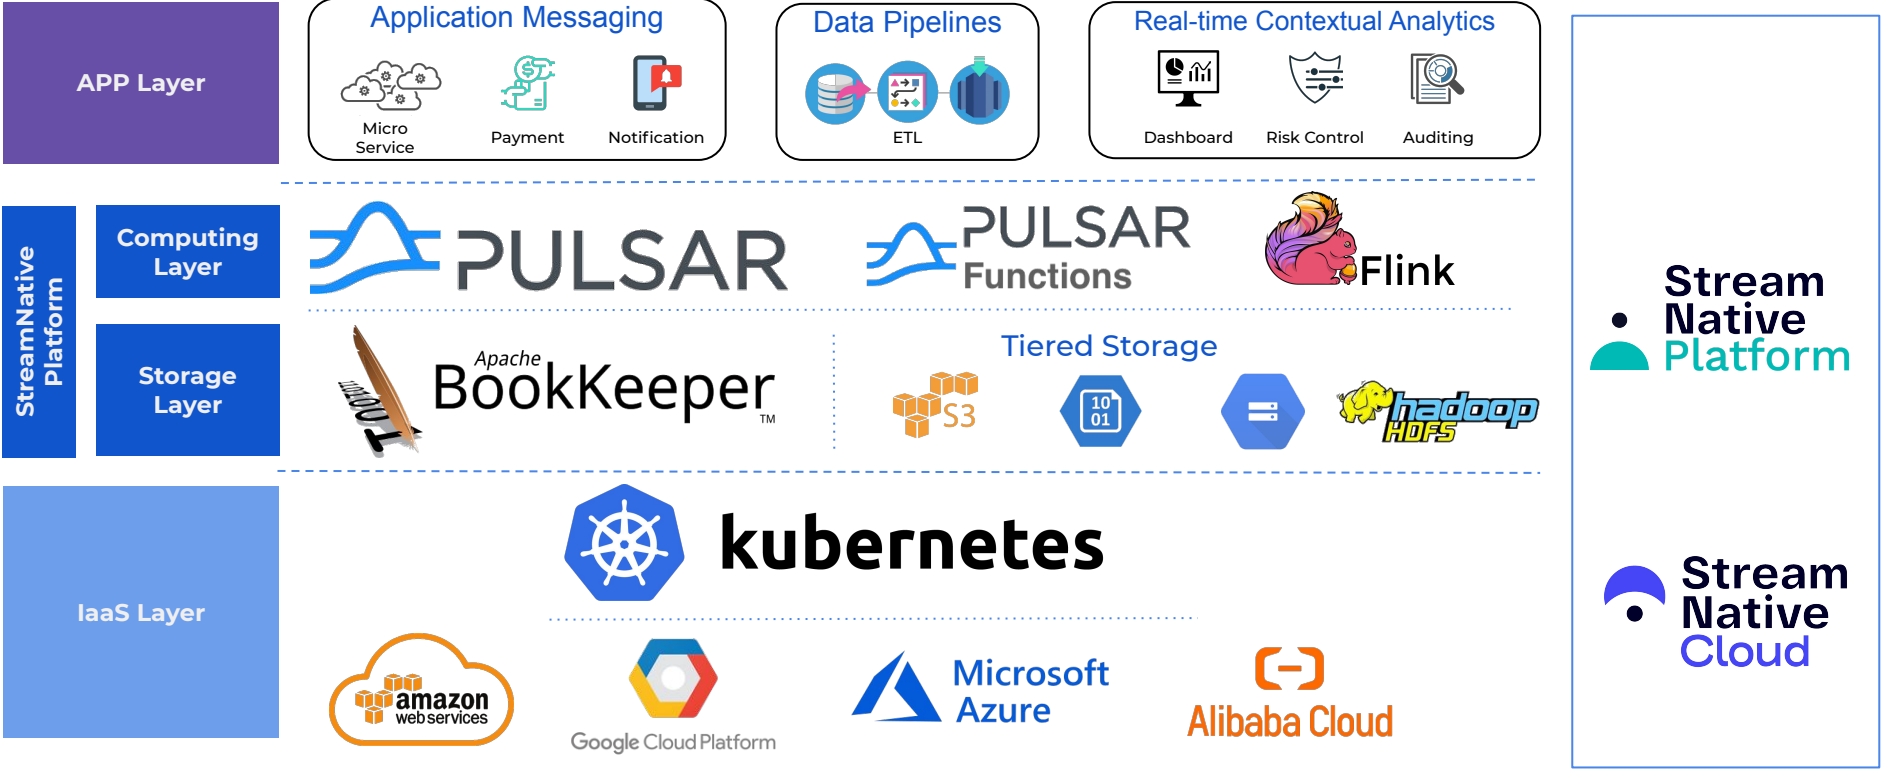 APP Layer
Application Messaging
Micro
Service
Payment
Notification
Data Pipelines
ETL
Real-time Contextual Analytics
Dashboard
Risk Control
Auditing
StreamNative
Platform
Computing
Layer
PULSAR
PULSAR
Functions
Flink
Storage
Layer
Apache
BOOKKEEPER
TM
Tiered Storage
S3
10
01
hadoop
HDFS
IaaS Layer
kubernetes
amazon
web services
Google Cloud Platform
Microsoft
Azure
Alibaba Cloud
Stream
Native
Platform
Stream
Native
Cloud